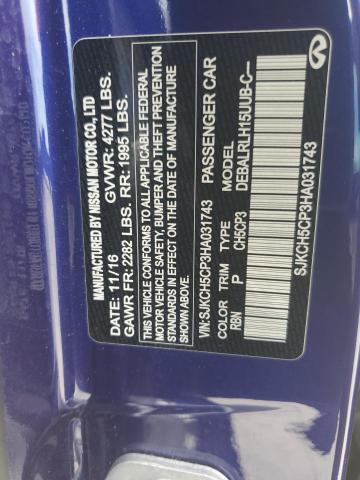 MANUFACTURED BY NISSAN MOTOR CO., LTD
DATE: 11/16 GVWR: 4277 LBS.
GAWR FR: 2282 LBS. RR: 1995 LBS.
THIS VEHICLE CONFORMS TO ALL APPLICABLE FEDERAL
MOTOR VEHICLE SAFETY, BUMPER AND THEFT PREVENTION
STANDARDS IN EFFECT ON THE DATE OF MANUFACTURE
SHOWN ABOVE.
VIN:SJKCH5CP3HA031743 PASSENGER CAR
COLOR TRIM TYPE MODEL
RBN P CH5CP3 DEBALRLH15UUB-C—
SJKCH5CP3HA031743